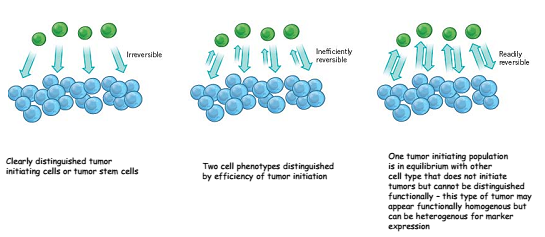 Irreversible
Inefficiently
reversible
Readily
reversible
Clearly distinguished tumor
initiating cells or tumor stem cells
Two cell phenotypes distinguished
by efficiency of tumor initiation
One tumor initiating population
is in equilibrium with other
cell type that does not initiate
tumors but cannot be distinguished
functionally – this type of tumor may
appear functionally homogenous but
can be heterogenous for marker
expression